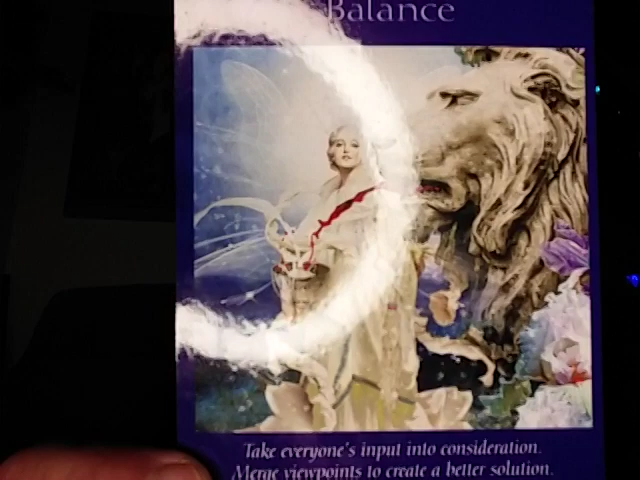 Balance
Take everyone's input into consideration.
Merge viewpoints to create a better solution.